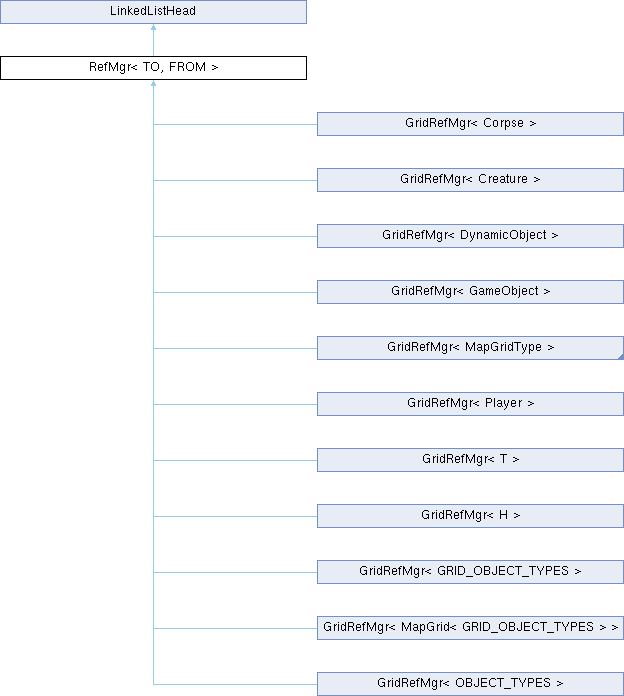 LinkedListHead
RefMgr< TO, FROM >
GridRefMgr< Corpse >
GridRefMgr< Creature >
GridRefMgr< DynamicObject >
GridRefMgr< GameObject >
GridRefMgr< MapGridType >
GridRefMgr< Player >
GridRefMgr< T >
GridRefMgr< H >
GridRefMgr< GRID_OBJECT_TYPES >
GridRefMgr< MapGrid< GRID_OBJECT_TYPES > >
GridRefMgr< OBJECT_TYPES >